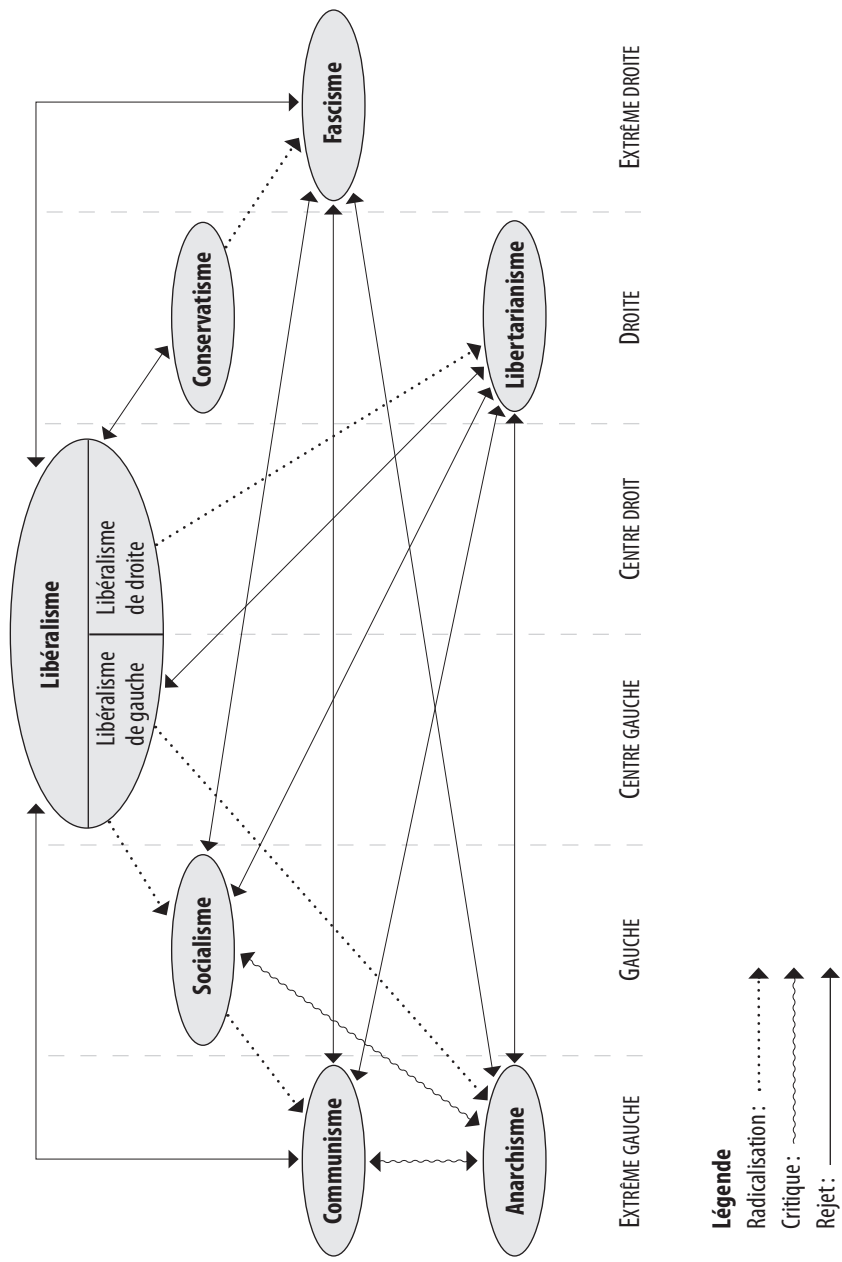 Libéralisme
Libéralisme
de gauche
Libéralisme
de droite
Socialisme
Conservatisme
Communisme
Fascisme
Anarchisme
Libertarianisme
EXTRÊME GAUCHE
GAUCHE
CENTRE GAUCHE
CENTRE DROIT
DROITE
EXTRÊME DROITE
Légende
Radicalisation :
Critique :
Rejet :